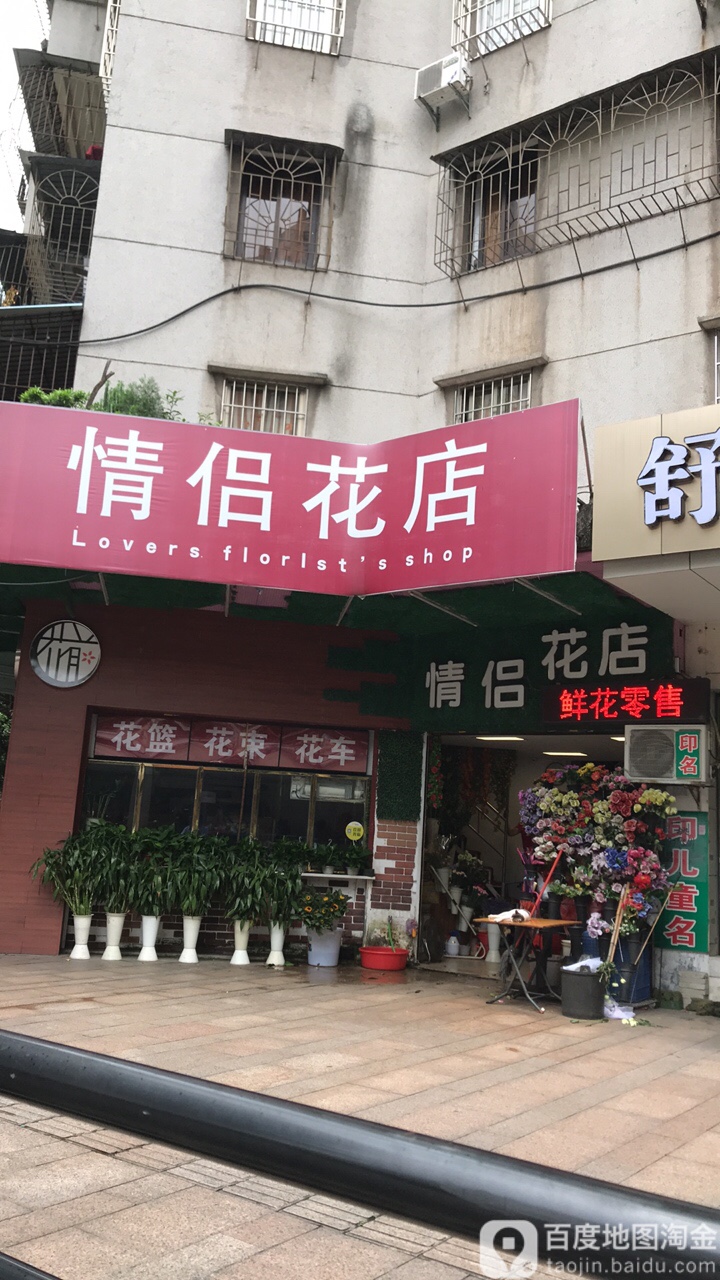 情侣花店
Lovers florist's shop
舒
情侣花店
鲜花零售
花篮 花束 花车
印名
印儿童名
百度地图淘金
taojin.baidu.com